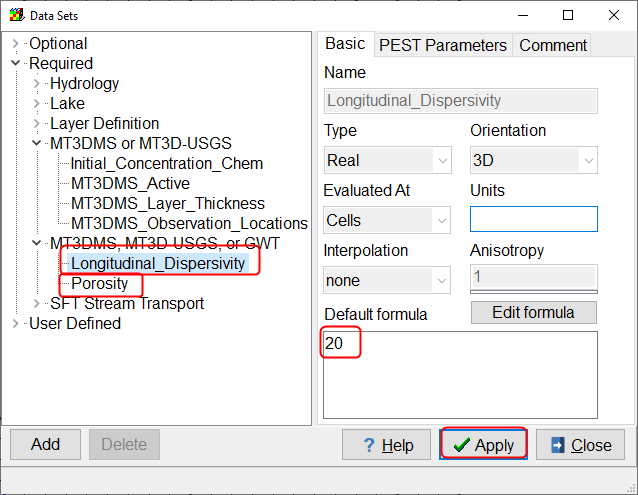 Data Sets
Optional
Required
Hydrology
Lake
Layer Definition
MT3DMS or MT3D-USGS
Initial_Concentration_Chem
MT3DMS_Active
MT3DMS_Layer_Thickness
MT3DMS_Observation_Locations
MT3DMS, MT3D-USGS, or GWT
Longitudinal_Dispersivity
Porosity
SFT Stream Transport
User Defined
Add
Delete
Basic
PEST Parameters
Comment
Name
Longitudinal_Dispersivity
Type
Orientation
Real
3D
Evaluated At
Units
Cells
Interpolation
Anisotropy
none
1
Default formula
Edit formula
20
? Help
Apply
Close